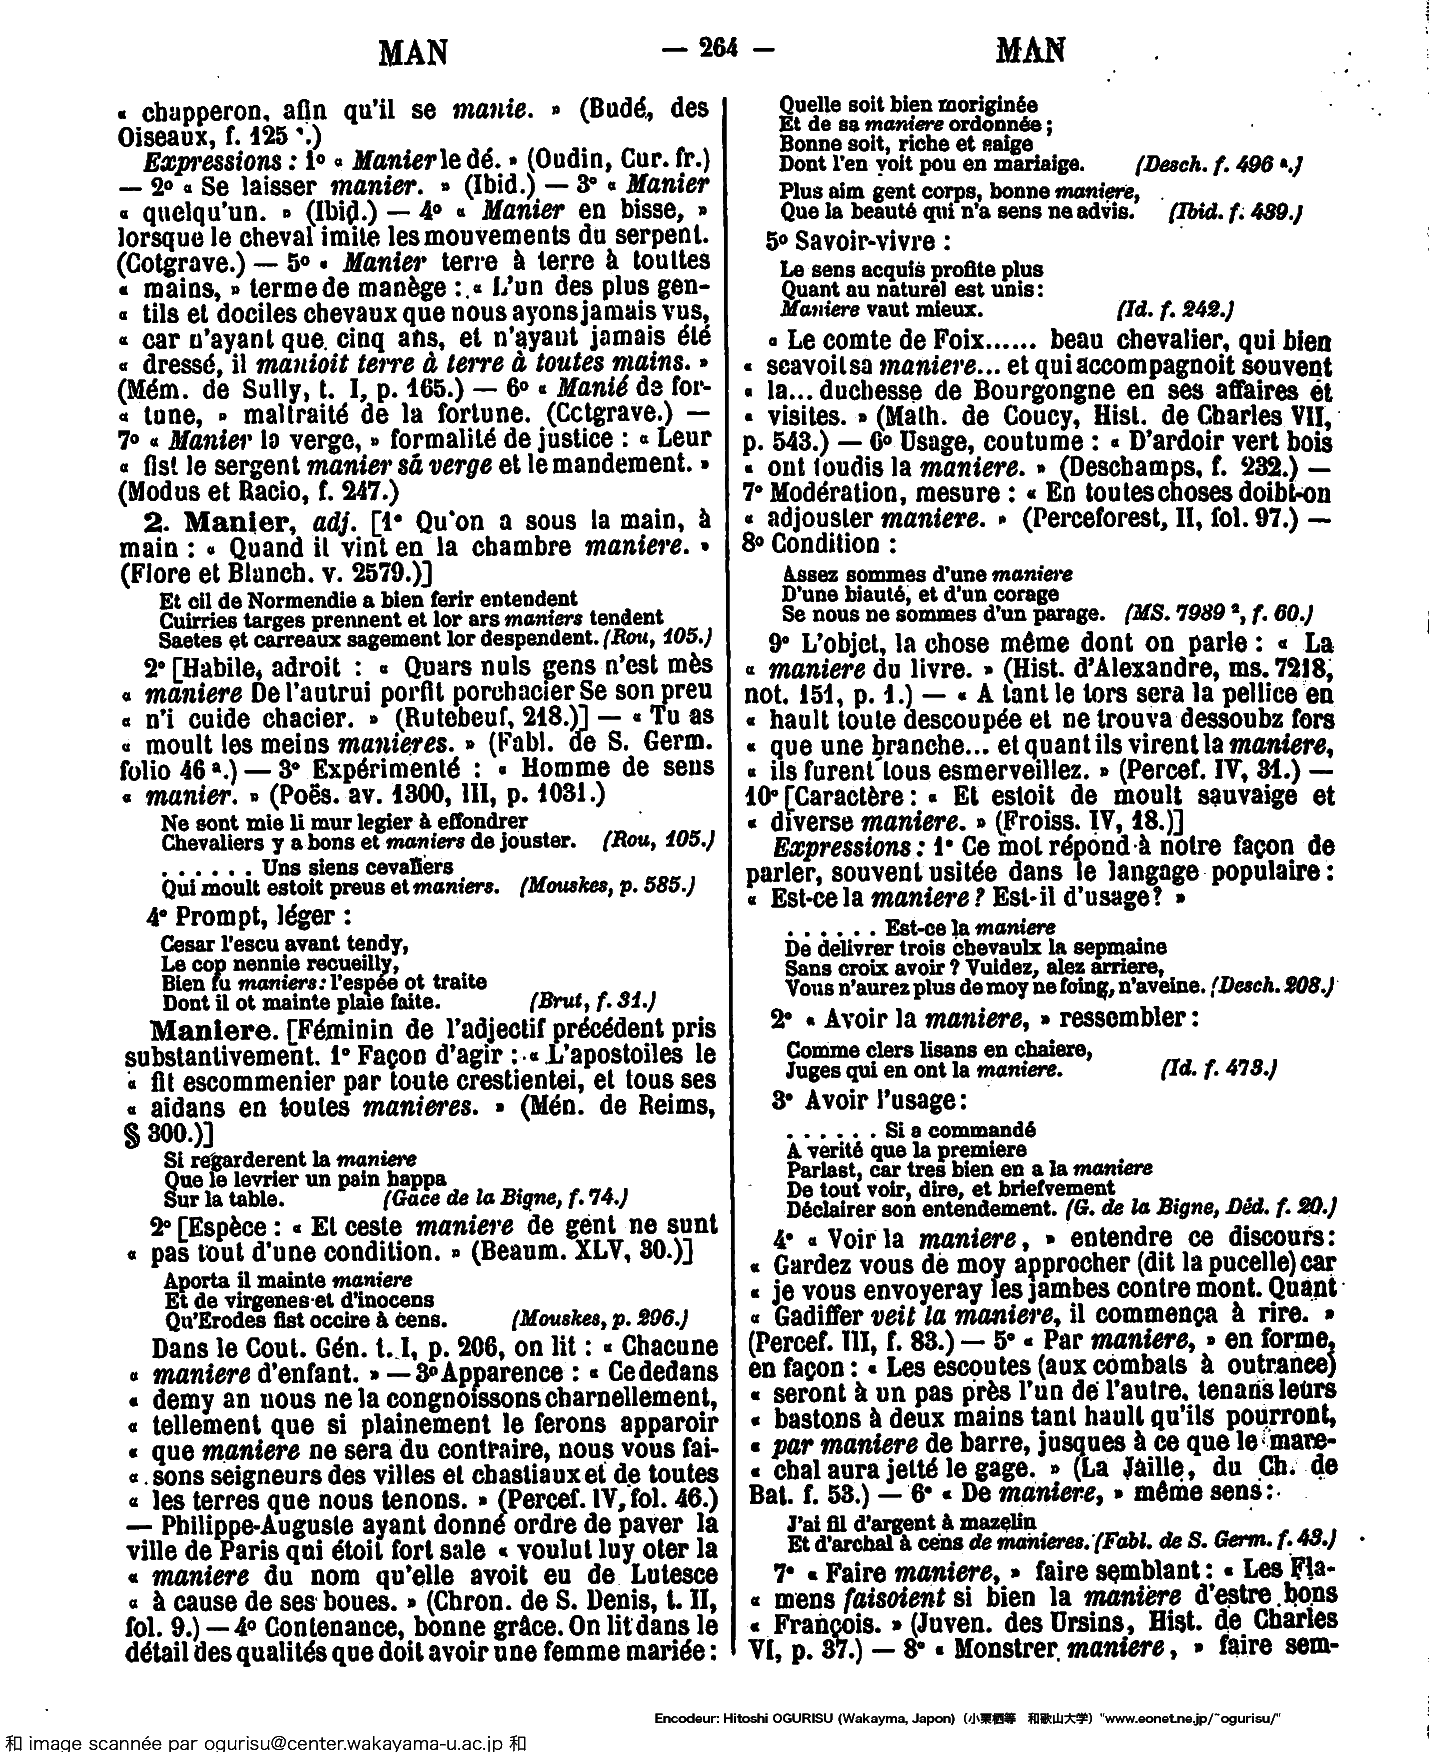 MAN
— 264 —
MAN
« chapperon, afin qu'il se manie. » (Budé, des
Oiseaux, f. 125 b.)
Expressions : 1º « Manier le dé. » (Oudin, Cur. fr.)
— 2º « Se laisser manier. » (Ibid.) — 3º « Manier
« quelqu'un. » (Ibid.) — 4º « Manier en bisse, »
lorsque le cheval imite les mouvements du serpent.
(Cotgrave.) — 5º « Manier terre à terre à touttes
« mains, » terme de manège : « L'un des plus gen-
« tils et dociles chevaux que nous ayons jamais vus,
« car n'ayant que cinq ans, et n'ayant jamais été
« dressé, il manioit terre à terre à toutes mains. »
(Mém. de Sully, t. I, p. 165.) — 6º « Manié de for-
« tune, » maltraité de la fortune. (Cotgrave.) —
7º « Manier la verge, » formalité de justice : « Leur
« fist le sergent manier sa verge et le mandement. »
(Modus et Racio, f. 247.)
2. Manier, adj. [1º Qu'on a sous la main, à
main : « Quand il vint en la chambre maniere. »
(Flore et Blanch. v. 2579.)]
Et cil de Normendie a bien ferir entendent
Cuirries targes prennent et lor ars maniers tendent
Saetes et carreaux sagement lor despendent. (Rou, 105.)
2º [Habile, adroit : « Quars nuls gens n'est mès
« maniere De l'autrui porfit porchacier Se son preu
« n'i cuide chacier. » (Rutebeuf, 218.)] — « Tu as
« moult les meins manieres. » (Fabl. de S. Germ.
folio 46 a.) — 3º Expérimenté : « Homme de sens
« manier. » (Poës. av. 1300, III, p. 1031.)
Ne sont mie li mur legier à effondrer
Chevaliers y a bons et maniers de jouster. (Rou, 105.)
. . . . . . Uns siens cevaliers
Qui moult estoit preus et maniers. (Mouskes, p. 585.)
4º Prompt, léger :
Cesar l'escu avant tendy,
Le cop nennie recueilly,
Bien fu maniers : l'espée ot traite
Dont il ot mainte plaie faite. (Brut, f. 31.)
Maniere. [Féminin de l'adjectif précédent pris
substantivement. 1º Façon d'agir : « L'apostoiles le
« fit escommenier par toute crestientei, et tous ses
« aidans en toutes manieres. » (Mén. de Reims,
§ 300.)]
Si regarderent la maniere
Que le levrier un pain happa
Sur la table. (Gace de la Bigne, f. 74.)
2º [Espèce : « Et ceste maniere de gent ne sunt
« pas tout d'une condition. » (Beaum. XLV, 30.)]
Aporta il mainte maniere
Et de virgenes et d'inocens
Qu'Erodes fist occire à cens. (Mouskes, p. 296.)
Dans le Cout. Gén. t. I, p. 206, on lit : « Chacune
« maniere d'enfant. » — 3º Apparence : « Ce dedans
« demy an nous ne la congnoissons charnellement,
« tellement que si plainement le ferons apparoir
« que maniere ne sera du contraire, nous vous fai-
« sons seigneurs des villes et chastiaux et de toutes
« les terres que nous tenons. » (Percef. IV, fol. 46.)
— Philippe-Auguste ayant donné ordre de paver la
ville de Paris qui étoit fort sale « voulut luy oter la
« maniere du nom qu'elle avoit eu de Lutesce
« à cause de ses boues. » (Chron. de S. Denis, t. II,
fol. 9.) — 4º Contenance, bonne grâce. On lit dans le
détail des qualités que doit avoir une femme mariée :
Quelle soit bien moriginée
Et de sa maniere ordonnée ;
Bonne soit, riche et saige
Dont l'en voit pou en mariaige. (Desch. f. 496 a.)
Plus aim gent corps, bonne maniere,
Que la beauté qui n'a sens ne advis. (Ibid. f. 439.)
5º Savoir-vivre :
Le sens acquis profite plus
Quant au naturel est unis :
Maniere vaut mieux. (Id. f. 242.)
« Le comte de Foix...... beau chevalier, qui bien
« scavoit sa maniere... et qui accompagnoit souvent
« la... duchesse de Bourgongne en ses affaires et
« visites. » (Math. de Coucy, Hist. de Charles VII,
p. 543.) — 6º Usage, coutume : « D'ardoir vert bois
« ont toudis la maniere. » (Deschamps, f. 232.) —
7º Modération, mesure : « En toutes choses doibt-on
« adjouster maniere. » (Perceforest, II, fol. 97.) —
8º Condition :
Assez sommes d'une maniere
D'une biauté, et d'un corage
Se nous ne sommes d'un parage. (MS. 7989 2, f. 60.)
9º L'objet, la chose même dont on parle : « La
« maniere du livre. » (Hist. d'Alexandre, ms. 7218,
not. 151, p. 1.) — « A tant le tors sera la pellice en
« hault toute descoupée et ne trouva dessoubz fors
« que une branche... et quant ils virent la maniere,
« ils furent tous esmerveillez. » (Percef. IV, 31.) —
10º [Caractère : « Et estoit de moult sauvaige et
« diverse maniere. » (Froiss. IV, 18.)]
Expressions : 1º Ce mot répond à notre façon de
parler, souvent usitée dans le langage populaire :
« Est-ce la maniere ? Est-il d'usage? »
. . . . . . Est-ce la maniere
De delivrer trois chevaulx la sepmaine
Sans croix avoir ? Vuidez, alez arriere,
Vous n'aurez plus de moy ne foing, n'aveine. (Desch. 208.)
2º « Avoir la maniere, » ressembler :
Comme clers lisans en chaiere,
Juges qui en ont la maniere. (Id. f. 473.)
3º Avoir l'usage :
. . . . . . Si a commandé
A verité que la premiere
Parlast, car tres bien en a la maniere
De tout voir, dire, et briefvement
Déclairer son entendement. (G. de la Bigne, Déd. f. 20.)
4º « Voir la maniere, » entendre ce discours :
« Gardez vous de moy approcher (dit la pucelle) car
« je vous envoyeray les jambes contre mont. Quant
« Gadiffer veit la maniere, il commença à rire. »
(Percef. III, f. 83.) — 5º « Par maniere, » en forme,
en façon : « Les escoutes (aux combats à outrance)
« seront à un pas près l'un de l'autre, tenans leurs
« bastons à deux mains tant hault qu'ils pourront,
« par maniere de barre, jusques à ce que le mare-
« chal aura jetté le gage. » (La Jaille, du Ch. de
Bat. f. 53.) — 6º « De maniere, » même sens :
J'ai fil d'argent à mazelin
Et d'archal à cens de manieres. (Fabl. de S. Germ. f. 43.)
7º « Faire maniere, » faire semblant : « Les Fla-
« mens faisoient si bien la maniere d'estre bons
« François. » (Juven. des Ursins, Hist. de Charles
VI, p. 37.) — 8º « Monstrer maniere, » faire sem-
Encodeur: Hitoshi OGURISU (Wakayma, Japon) (小栗栖等 和歌山大学) "www.eonet.ne.jp/~ogurisu/"
和 image scannée par ogurisu@center.wakayama-u.ac.jp 和